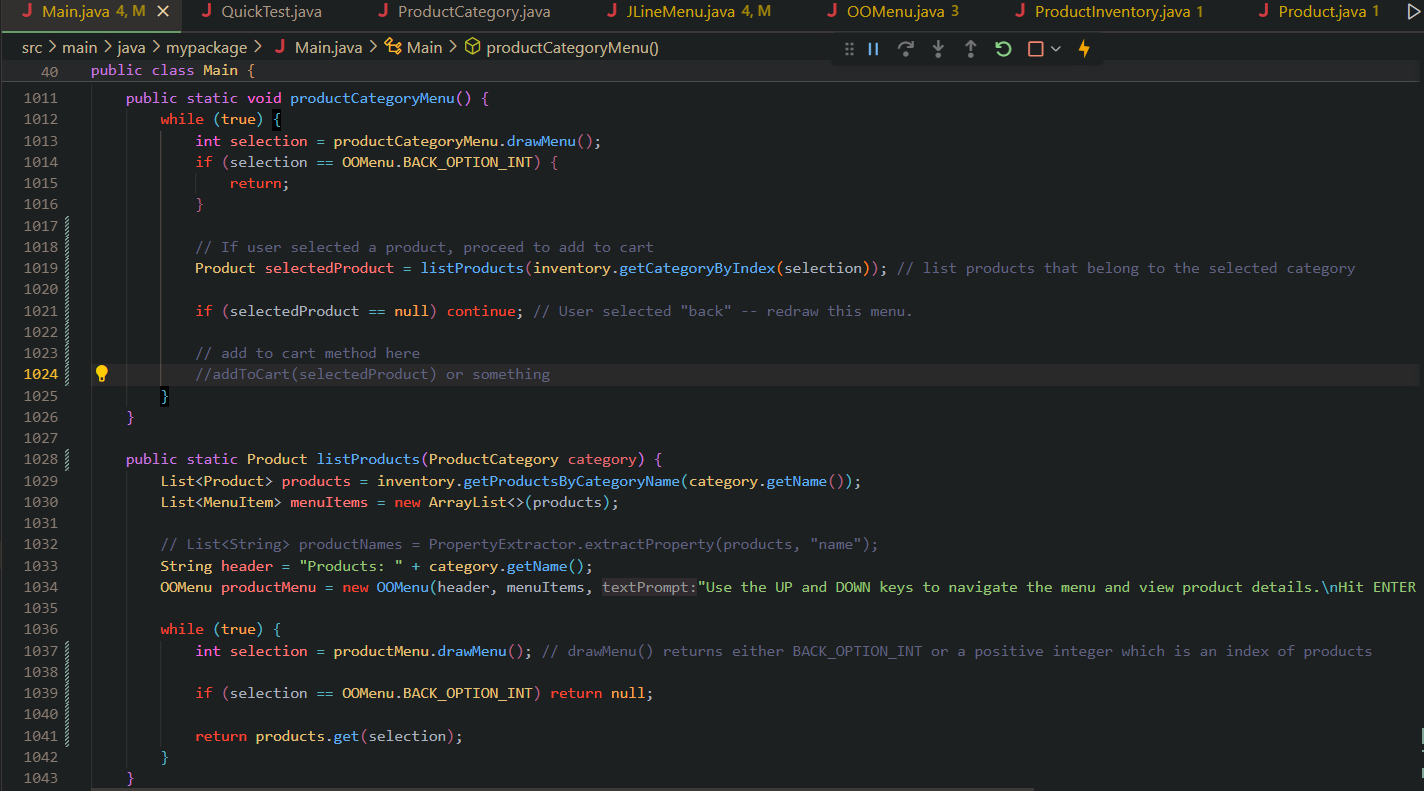 Main.java 4, M QuickTest.java ProductCategory.java JLineMenu.java 4, M OOMenu.java 3 ProductInventory.java 1 Product.java 1
src > main > java > mypackage > Main.java > Main > productCategoryMenu()
40 public class Main {
1011 public static void productCategoryMenu() {
1012 while (true) {
1013 int selection = productCategoryMenu.drawMenu();
1014 if (selection == OOMenu.BACK_OPTION_INT) {
1015 return;
1016 }
1017
1018 // If user selected a product, proceed to add to cart
1019 Product selectedProduct = listProducts(inventory.getCategoryByIndex(selection)); // list products that belong to the selected category
1020
1021 if (selectedProduct == null) continue; // User selected "back" -- redraw this menu.
1022
1023 // add to cart method here
1024 //addToCart(selectedProduct) or something
1025 }
1026 }
1027
1028 public static Product listProducts(ProductCategory category) {
1029 List<Product> products = inventory.getProductsByCategoryName(category.getName());
1030 List<MenuItem> menuItems = new ArrayList<>(products);
1031
1032 // List<String> productNames = PropertyExtractor.extractProperty(products, "name");
1033 String header = "Products: " + category.getName();
1034 OOMenu productMenu = new OOMenu(header, menuItems, textPrompt:"Use the UP and DOWN keys to navigate the menu and view product details.\nHit ENTER
1035
1036 while (true) {
1037 int selection = productMenu.drawMenu(); // drawMenu() returns either BACK_OPTION_INT or a positive integer which is an index of products
1038
1039 if (selection == OOMenu.BACK_OPTION_INT) return null;
1040
1041 return products.get(selection);
1042 }
1043 }